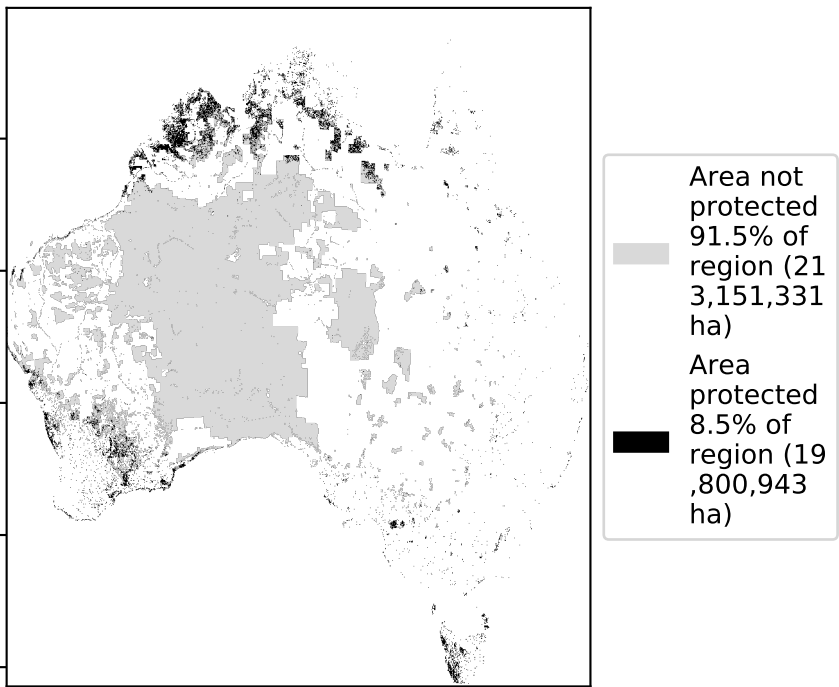 Area not
protected
91.5% of
region (21
3,151,331
ha)
Area
protected
8.5% of
region (19
,800,943
ha)